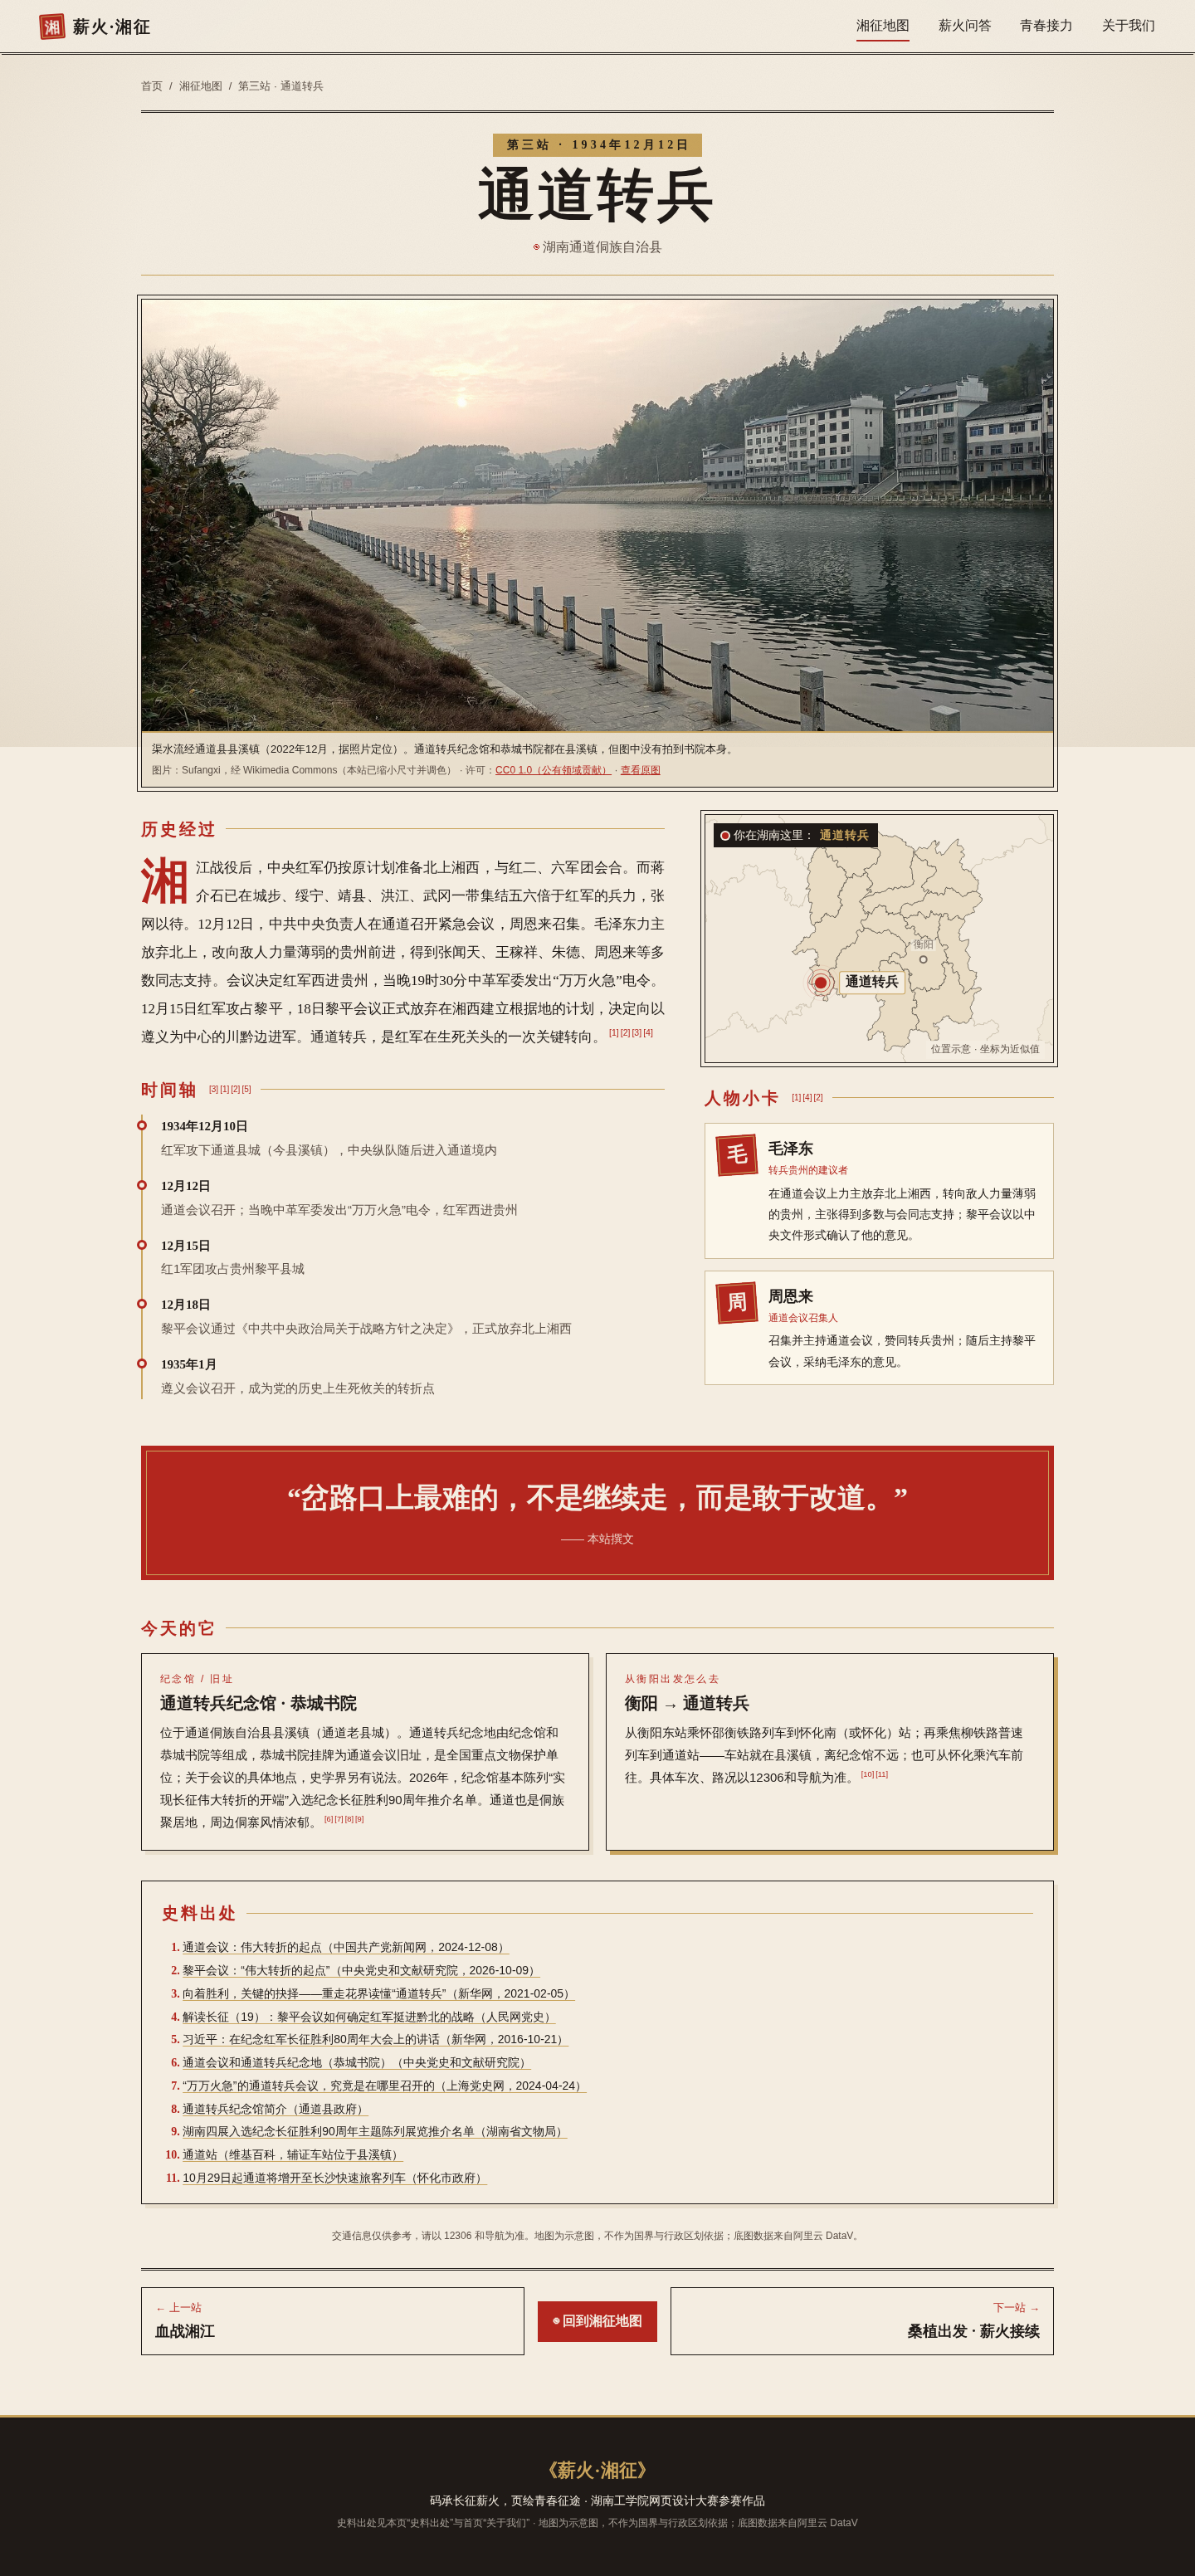 湘 薪火·湘征
湘征地图 薪火问答 青春接力 关于我们
首页 / 湘征地图 / 第三站 · 通道转兵
第三站 · 1934年12月12日
通道转兵
湖南通道侗族自治县
渠水流经通道县县溪镇（2022年12月，据照片定位）。通道转兵纪念馆和恭城书院都在县溪镇，但图中没有拍到书院本身。
图片：Sufangxi，经 Wikimedia Commons（本站已缩小尺寸并调色） · 许可：CC0 1.0（公有领域贡献） · 查看原图
历史经过
湘江战役后，中央红军仍按原计划准备北上湘西，与红二、六军团会合。而蒋
介石已在城步、绥宁、靖县、洪江、武冈一带集结五六倍于红军的兵力，张
网以待。12月12日，中共中央负责人在通道召开紧急会议，周恩来召集。毛泽东力主
放弃北上，改向敌人力量薄弱的贵州前进，得到张闻天、王稼祥、朱德、周恩来等多
数同志支持。会议决定红军西进贵州，当晚19时30分中革军委发出“万万火急”电令。
12月15日红军攻占黎平，18日黎平会议正式放弃在湘西建立根据地的计划，决定向以
遵义为中心的川黔边进军。通道转兵，是红军在生死关头的一次关键转向。 [1] [2] [3] [4]
时间轴 [3] [1] [2] [5]
1934年12月10日
红军攻下通道县城（今县溪镇），中央纵队随后进入通道境内
12月12日
通道会议召开；当晚中革军委发出“万万火急”电令，红军西进贵州
12月15日
红1军团攻占贵州黎平县城
12月18日
黎平会议通过《中共中央政治局关于战略方针之决定》，正式放弃北上湘西
1935年1月
遵义会议召开，成为党的历史上生死攸关的转折点
你在湖南这里： 通道转兵
衡阳
通道转兵
位置示意 · 坐标为近似值
人物小卡 [1] [4] [2]
毛 毛泽东
转兵贵州的建议者
在通道会议上力主放弃北上湘西，转向敌人力量薄弱
的贵州，主张得到多数与会同志支持；黎平会议以中
央文件形式确认了他的意见。
周 周恩来
通道会议召集人
召集并主持通道会议，赞同转兵贵州；随后主持黎平
会议，采纳毛泽东的意见。
“岔路口上最难的，不是继续走，而是敢于改道。”
—— 本站撰文
今天的它
纪念馆 / 旧址
通道转兵纪念馆 · 恭城书院
位于通道侗族自治县县溪镇（通道老县城）。通道转兵纪念地由纪念馆和
恭城书院等组成，恭城书院挂牌为通道会议旧址，是全国重点文物保护单
位；关于会议的具体地点，史学界另有说法。2026年，纪念馆基本陈列“实
现长征伟大转折的开端”入选纪念长征胜利90周年推介名单。通道也是侗族
聚居地，周边侗寨风情浓郁。 [6] [7] [8] [9]
从衡阳出发怎么去
衡阳 → 通道转兵
从衡阳东站乘怀邵衡铁路列车到怀化南（或怀化）站；再乘焦柳铁路普速
列车到通道站——车站就在县溪镇，离纪念馆不远；也可从怀化乘汽车前
往。具体车次、路况以12306和导航为准。 [10] [11]
史料出处
1. 通道会议：伟大转折的起点（中国共产党新闻网，2024-12-08）
2. 黎平会议：“伟大转折的起点”（中央党史和文献研究院，2026-10-09）
3. 向着胜利，关键的抉择——重走花界读懂“通道转兵”（新华网，2021-02-05）
4. 解读长征（19）：黎平会议如何确定红军挺进黔北的战略（人民网党史）
5. 习近平：在纪念红军长征胜利80周年大会上的讲话（新华网，2016-10-21）
6. 通道会议和通道转兵纪念地（恭城书院）（中央党史和文献研究院）
7. “万万火急”的通道转兵会议，究竟是在哪里召开的（上海党史网，2024-04-24）
8. 通道转兵纪念馆简介（通道县政府）
9. 湖南四展入选纪念长征胜利90周年主题陈列展览推介名单（湖南省文物局）
10. 通道站（维基百科，辅证车站位于县溪镇）
11. 10月29日起通道将增开至长沙快速旅客列车（怀化市政府）
交通信息仅供参考，请以 12306 和导航为准。地图为示意图，不作为国界与行政区划依据；底图数据来自阿里云 DataV。
← 上一站
血战湘江
回到湘征地图
下一站 →
桑植出发 · 薪火接续
《薪火·湘征》
码承长征薪火，页绘青春征途 · 湖南工学院网页设计大赛参赛作品
史料出处见本页“史料出处”与首页“关于我们” · 地图为示意图，不作为国界与行政区划依据；底图数据来自阿里云 DataV